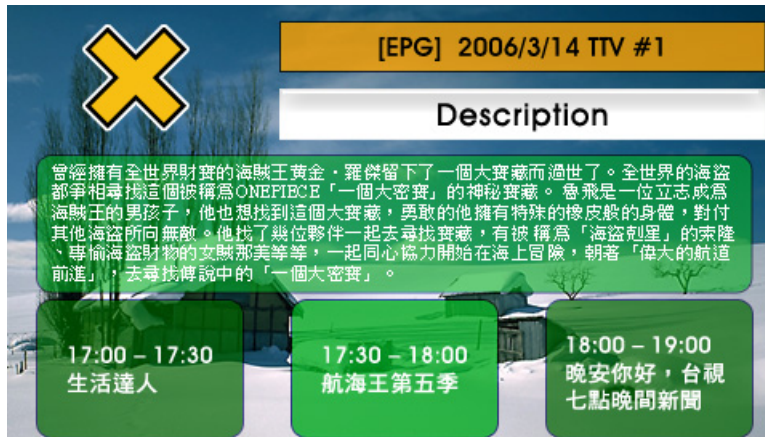 [EPG] 2006/3/14 TTV #1
Description
曾經擁有全世界財寶的海賊王黃金・羅傑留下了一個大寶藏而過世了。全世界的海盜
都爭相尋找這個被稱為ONEPIECE「一個大密寶」的神秘寶藏。魯飛是一位立志成為
海賊王的男孩子，他也想找到這個大寶藏，勇敢的他擁有特殊的橡皮般的身體，對付
其他海盜所向無敵。他找了幾位夥伴一起去尋找寶藏，有被稱為「海盜剋星」的索隆
、專偷海盜財物的女賊那美等等，一起同心協力開始在海上冒險，朝著「偉大的航道
前進」，去尋找傳說中的「一個大密寶」。
17:00 – 17:30
生活達人
17:30 – 18:00
航海王第五季
18:00 – 19:00
晚安你好，台視
七點晚間新聞